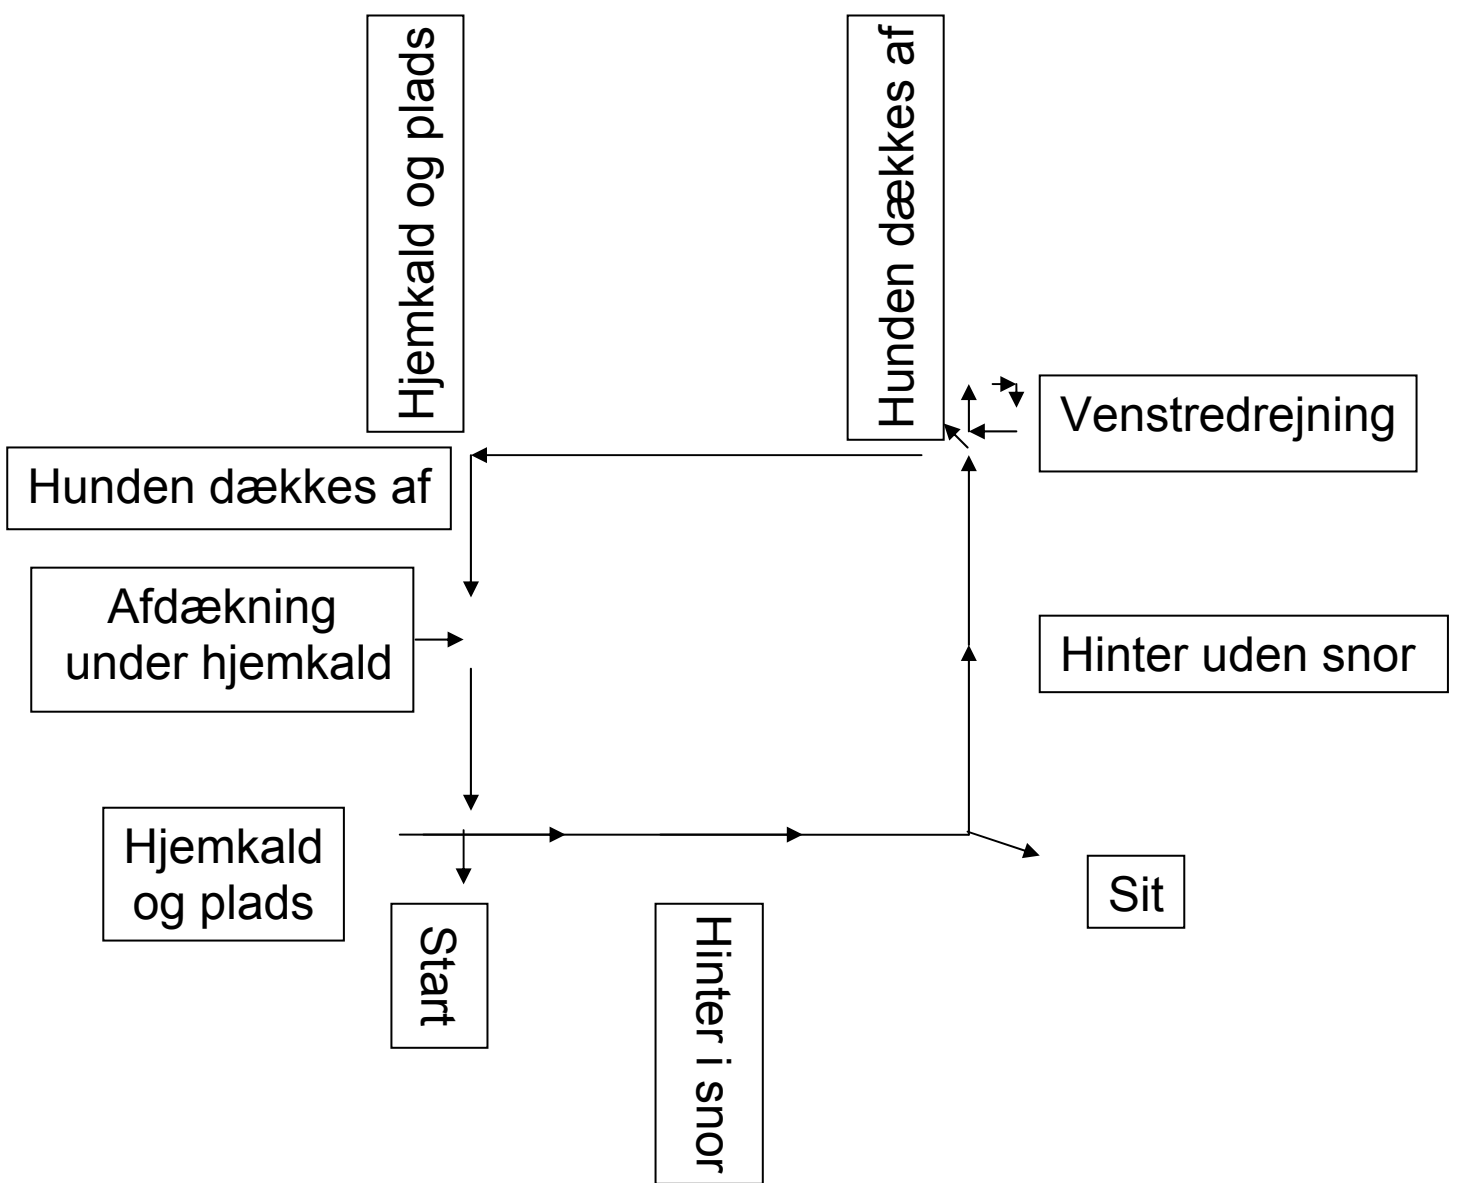 Hjemkald og plads
Hunden dækkes af
Venstredrejning
Hunden dækkes af
Afdækning
under hjemkald
Hinter uden snor
Hjemkald
og plads
Sit
Start
Hinter i snor